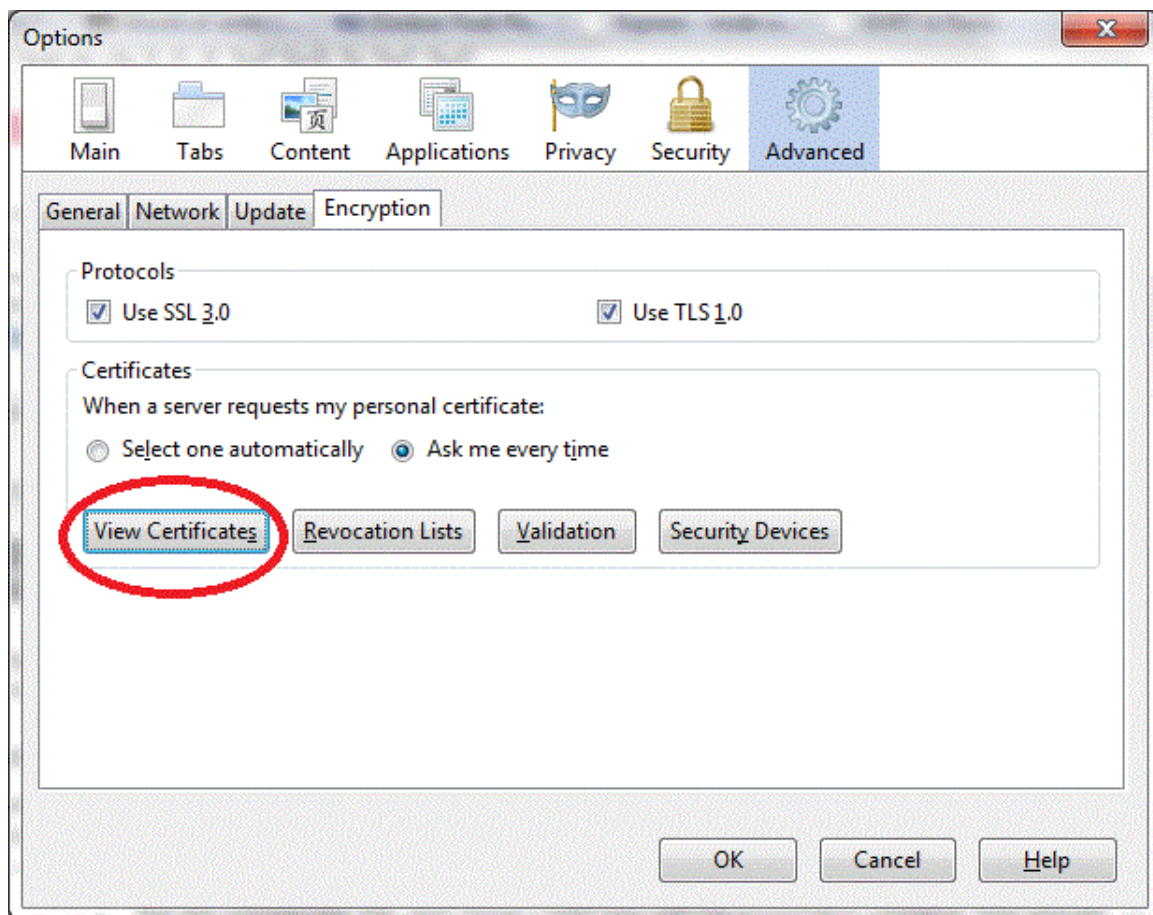 Options
页
Main Tabs Content Applications Privacy Security Advanced
General Network Update Encryption
Protocols
Use SSL 3.0 Use TLS 1.0
Certificates
When a server requests my personal certificate:
Select one automatically Ask me every time
View Certificates Revocation Lists Validation Security Devices
OK Cancel Help